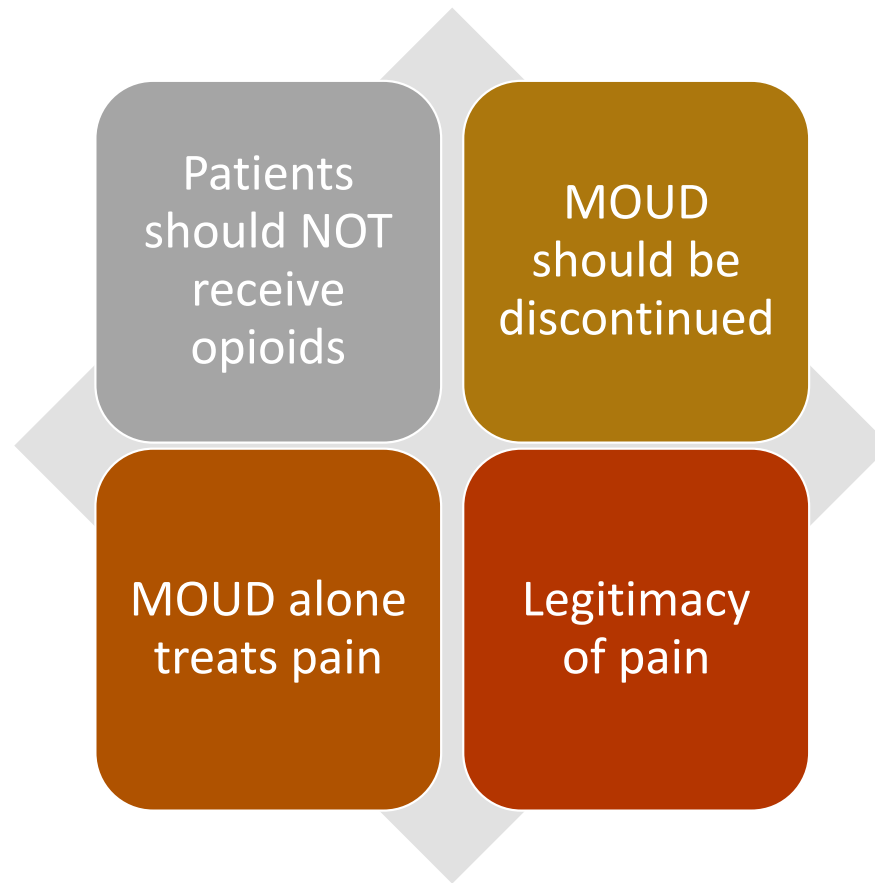 Patients
should NOT
receive
opioids
MOUD
should be
discontinued
MOUD alone
treats pain
Legitimacy
of pain